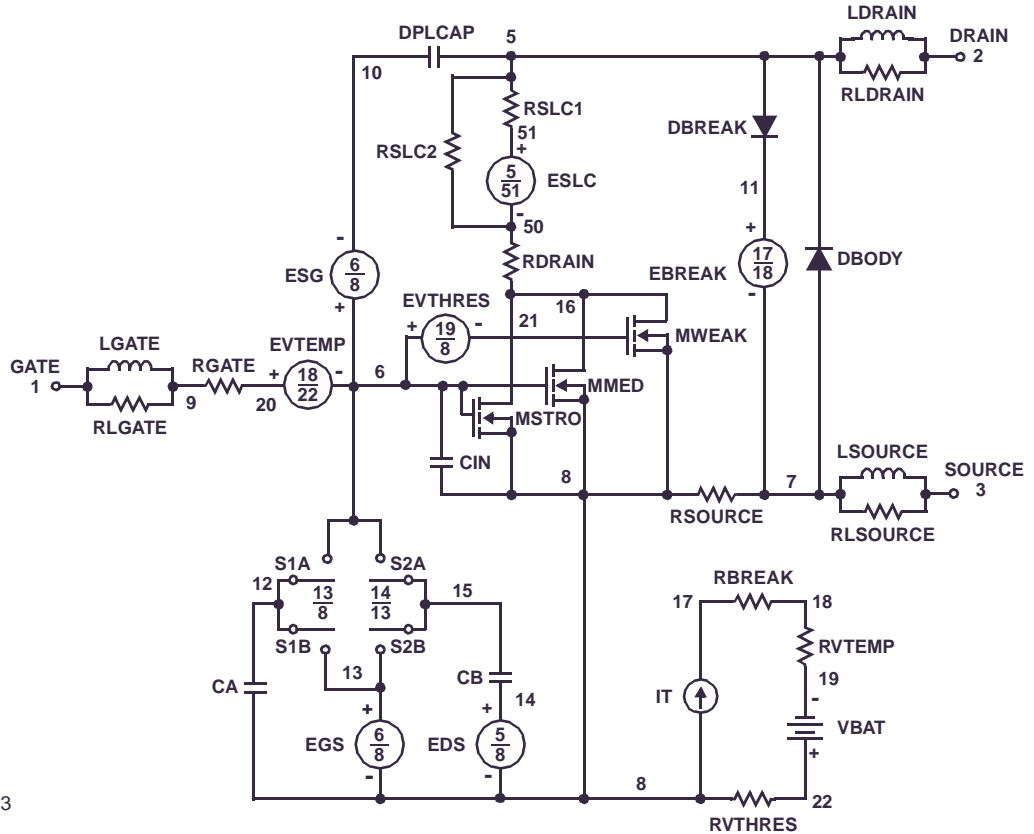 LDRAIN
DPLCAP
5
DRAIN
2
10
RLDRAIN
RSLC1
51
DBREAK
RSLC2
+
5
51
ESLC
11
-
50
-
+
RDRAIN
17
18
DBODY
ESG
6
8
EBREAK
EVTHRES
16
-
+
+
19
8
-
21
MWEAK
LGATE
EVTEMP
GATE
1
RGATE
+
18
22
-
6
MMED
9
20
MSTRO
RLGATE
LSOURCE
CIN
8
7
SOURCE
3
RSOURCE
RLSOURCE
S1A
S2A
12
13
8
14
13
15
RBREAK
17
18
S1B
S2B
RVTEMP
13
CB
19
CA
14
IT
-
+
+
VBAT
EGS
6
8
EDS
5
8
+
-
-
8
22
3
RVTHRES